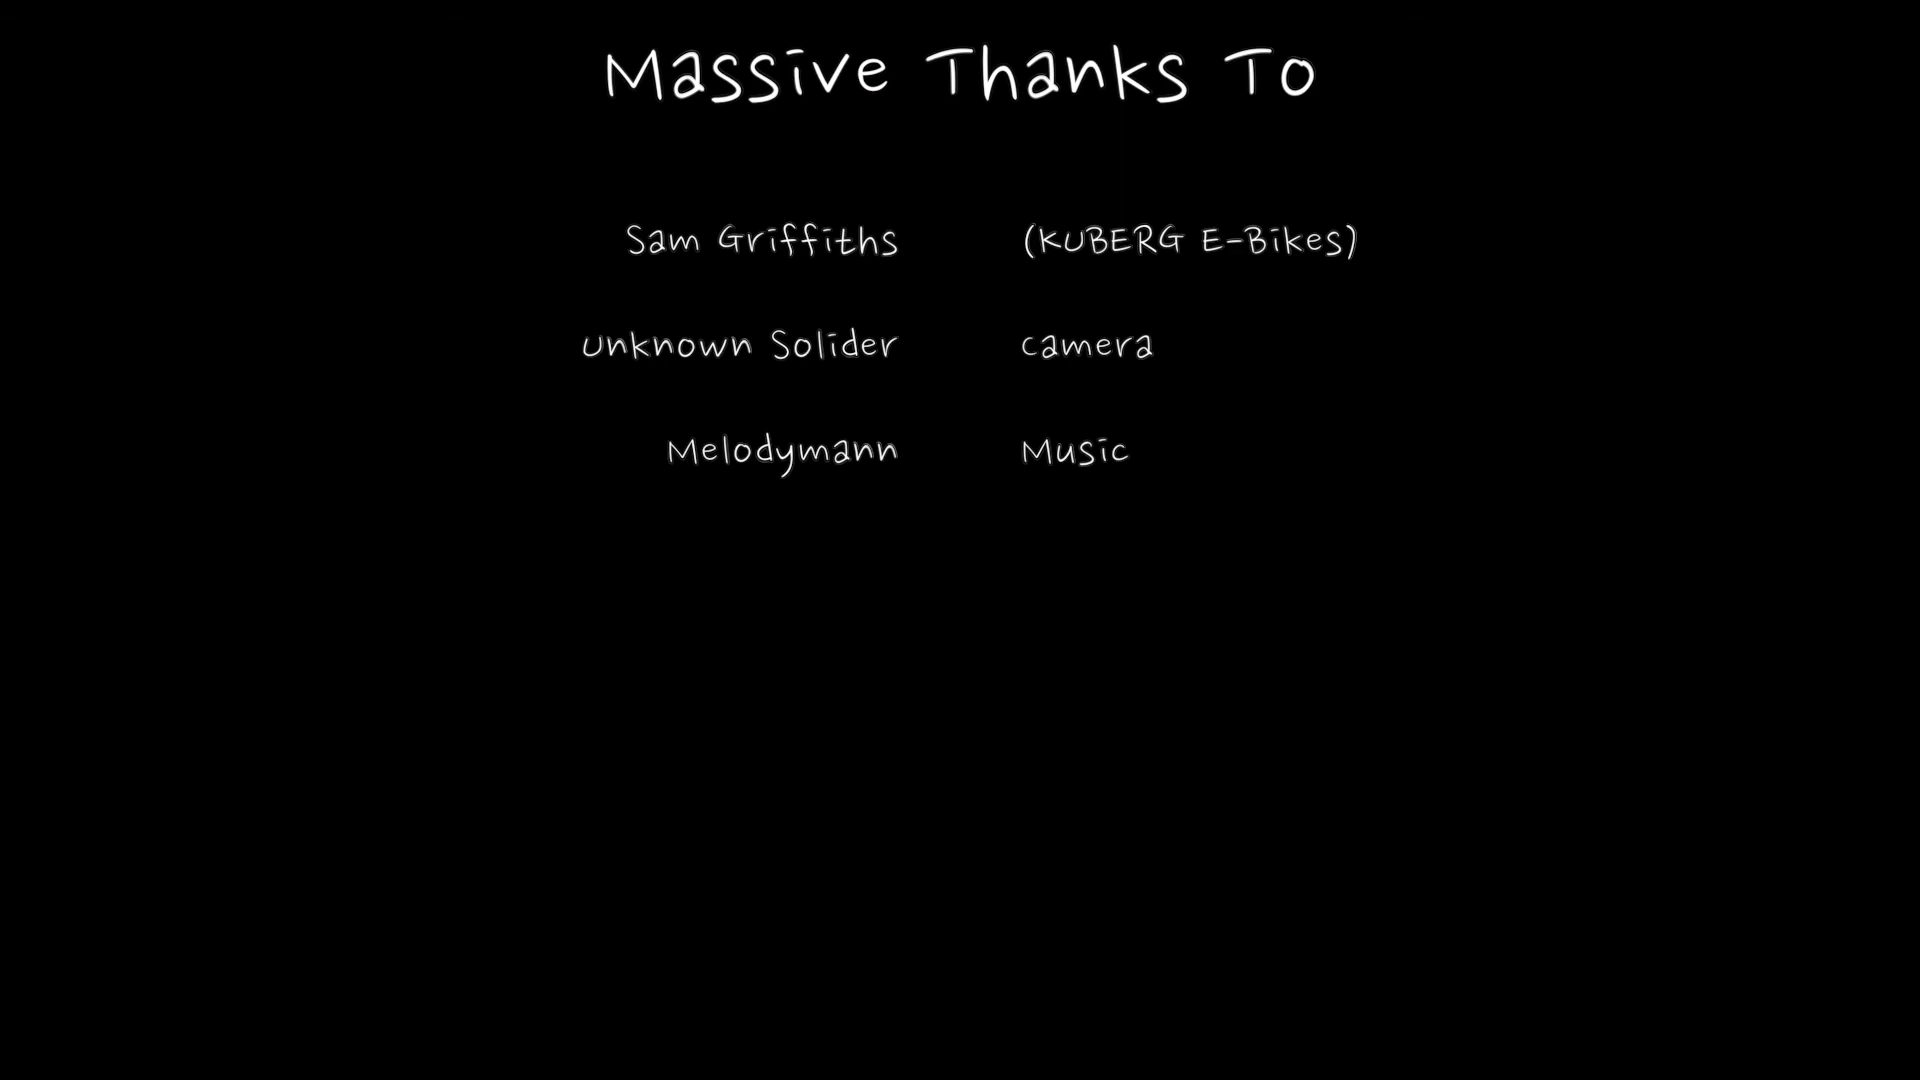 Massive Thanks To
Sam Griffiths (KUBERG E-Bikes)
unknown Solider camera
Melodymann Music